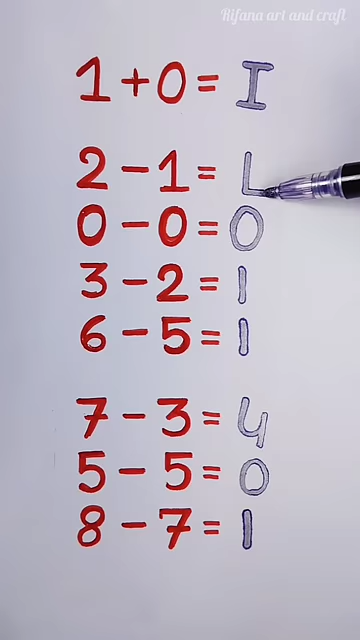 Rifana art and craft
1+0= I
2-1= L
0-0= 0
3-2= 1
6-5= 1
7-3= 4
5-5= 0
8-7= 1